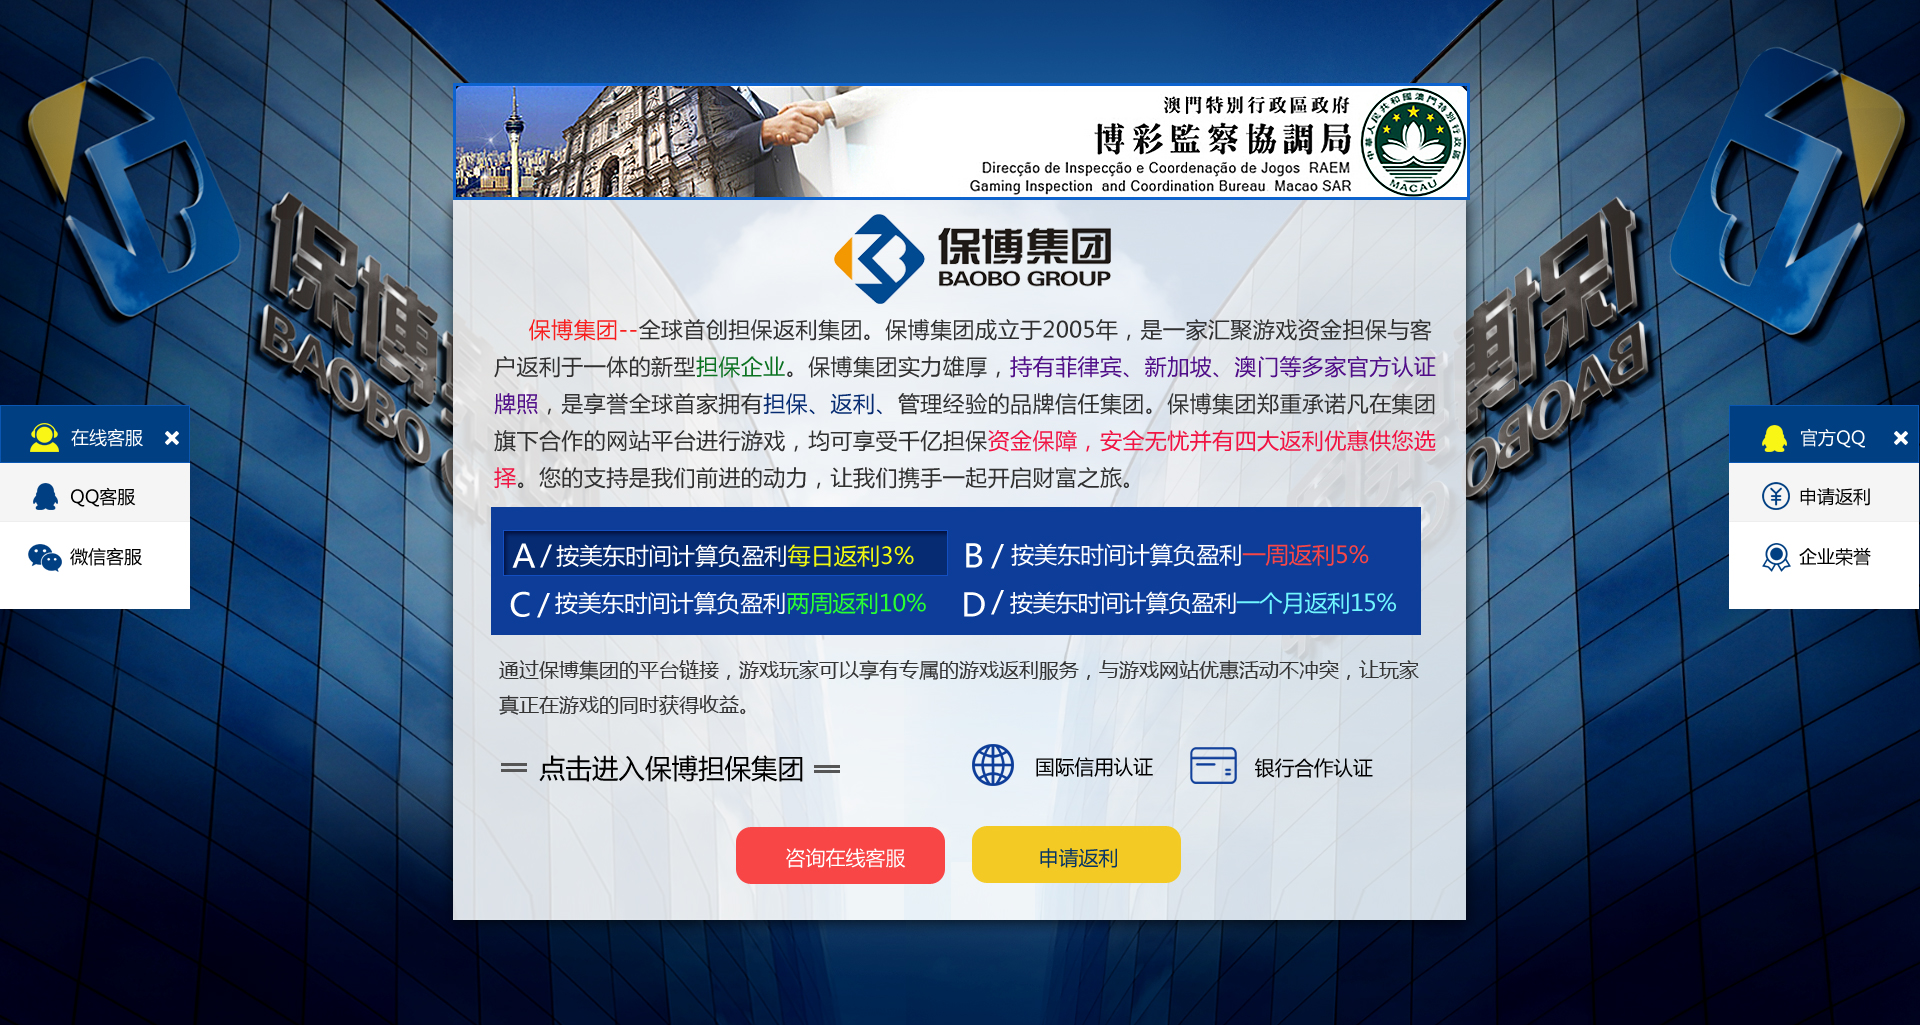 澳門特別行政區政府
博彩監察協調局
Direcção de Inspecção e Coordenação de Jogos RAEM
Gaming Inspection and Coordination Bureau Macao SAR
中華人民共和國澳門特別行政區
MACAU
保博集团
BAOBO GROUP
保博集团--全球首创担保返利集团。保博集团成立于2005年，是一家汇聚游戏资金担保与客
户返利于一体的新型担保企业。保博集团实力雄厚，持有菲律宾、新加坡、澳门等多家官方认证
牌照，是享誉全球首家拥有担保、返利、管理经验的品牌信任集团。保博集团郑重承诺凡在集团
旗下合作的网站平台进行游戏，均可享受千亿担保资金保障，安全无忧并有四大返利优惠供您选
择。您的支持是我们前进的动力，让我们携手一起开启财富之旅。
A / 按美东时间计算负盈利每日返利3%
B / 按美东时间计算负盈利一周返利5%
C / 按美东时间计算负盈利两周返利10%
D / 按美东时间计算负盈利一个月返利15%
通过保博集团的平台链接，游戏玩家可以享有专属的游戏返利服务，与游戏网站优惠活动不冲突，让玩家
真正在游戏的同时获得收益。
点击进入保博担保集团
国际信用认证
银行合作认证
咨询在线客服
申请返利
在线客服
QQ客服
微信客服
官方QQ
申请返利
企业荣誉
保博
BAOBO
保博
BAOBO